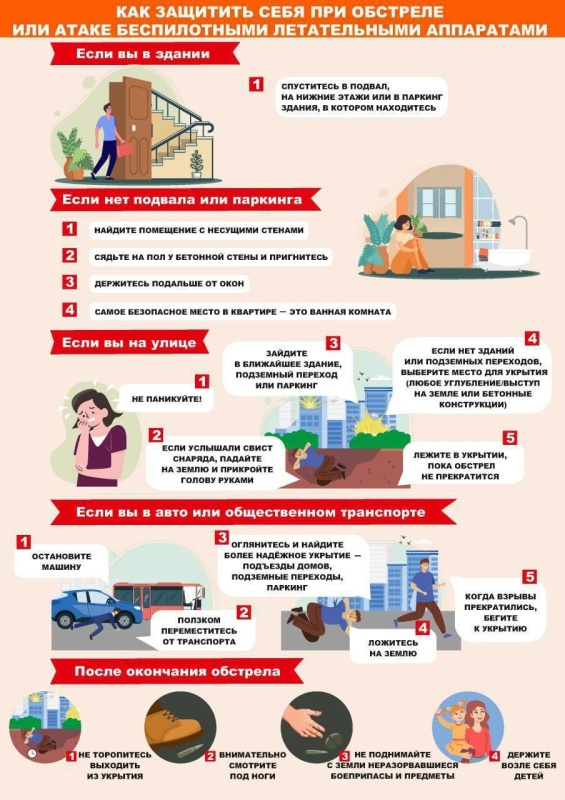 КАК ЗАЩИТИТЬ СЕБЯ ПРИ ОБСТРЕЛЕ
ИЛИ АТАКЕ БЕСПИЛОТНЫМИ ЛЕТАТЕЛЬНЫМИ АППАРАТАМИ
Если вы в здании
1
СПУСТИТЕСЬ В ПОДВАЛ,
НА НИЖНИЕ ЭТАЖИ ИЛИ В ПАРКИНГ
ЗДАНИЯ, В КОТОРОМ НАХОДИТЕСЬ
Если нет подвала или паркинга
1 НАЙДИТЕ ПОМЕЩЕНИЕ С НЕСУЩИМИ СТЕНАМИ
2 СЯДЬТЕ НА ПОЛ У БЕТОННОЙ СТЕНЫ И ПРИГНИТЕСЬ
3 ДЕРЖИТЕСЬ ПОДАЛЬШЕ ОТ ОКОН
4 САМОЕ БЕЗОПАСНОЕ МЕСТО В КВАРТИРЕ — ЭТО ВАННАЯ КОМНАТА
Если вы на улице
1
НЕ ПАНИКУЙТЕ!
2
ЕСЛИ УСЛЫШАЛИ СВИСТ
СНАРЯДА, ПАДАЙТЕ
НА ЗЕМЛЮ И ПРИКРОЙТЕ
ГОЛОВУ РУКАМИ
3
ЗАЙДИТЕ
В БЛИЖАЙШЕЕ ЗДАНИЕ,
ПОДЗЕМНЫЙ ПЕРЕХОД
ИЛИ ПАРКИНГ
4
ЕСЛИ НЕТ ЗДАНИЙ
ИЛИ ПОДЗЕМНЫХ ПЕРЕХОДОВ,
ВЫБЕРИТЕ МЕСТО ДЛЯ УКРЫТИЯ
(ЛЮБОЕ УГЛУБЛЕНИЕ/ВЫСТУП
НА ЗЕМЛЕ ИЛИ БЕТОННЫЕ
КОНСТРУКЦИИ)
5
ЛЕЖИТЕ В УКРЫТИИ,
ПОКА ОБСТРЕЛ
НЕ ПРЕКРАТИТСЯ
Если вы в авто или общественном транспорте
1
ОСТАНОВИТЕ
МАШИНУ
2
ПОЛЗКОМ
ПЕРЕМЕСТИТЕСЬ
ОТ ТРАНСПОРТА
3
ОГЛЯНИТЕСЬ И НАЙДИТЕ
БОЛЕЕ НАДЁЖНОЕ УКРЫТИЕ —
ПОДЪЕЗДЫ ДОМОВ,
ПОДЗЕМНЫЕ ПЕРЕХОДЫ,
ПАРКИНГ
4
ЛОЖИТЕСЬ
НА ЗЕМЛЮ
5
КОГДА ВЗРЫВЫ
ПРЕКРАТИЛИСЬ,
БЕГИТЕ
К УКРЫТИЮ
После окончания обстрела
1 НЕ ТОРОПИТЕСЬ
ВЫХОДИТЬ
ИЗ УКРЫТИЯ
2 ВНИМАТЕЛЬНО
СМОТРИТЕ
ПОД НОГИ
3 НЕ ПОДНИМАЙТЕ
С ЗЕМЛИ НЕРАЗОРВАВШИЕСЯ
БОЕПРИПАСЫ И ПРЕДМЕТЫ
4 ДЕРЖИТЕ
ВОЗЛЕ СЕБЯ
ДЕТЕЙ